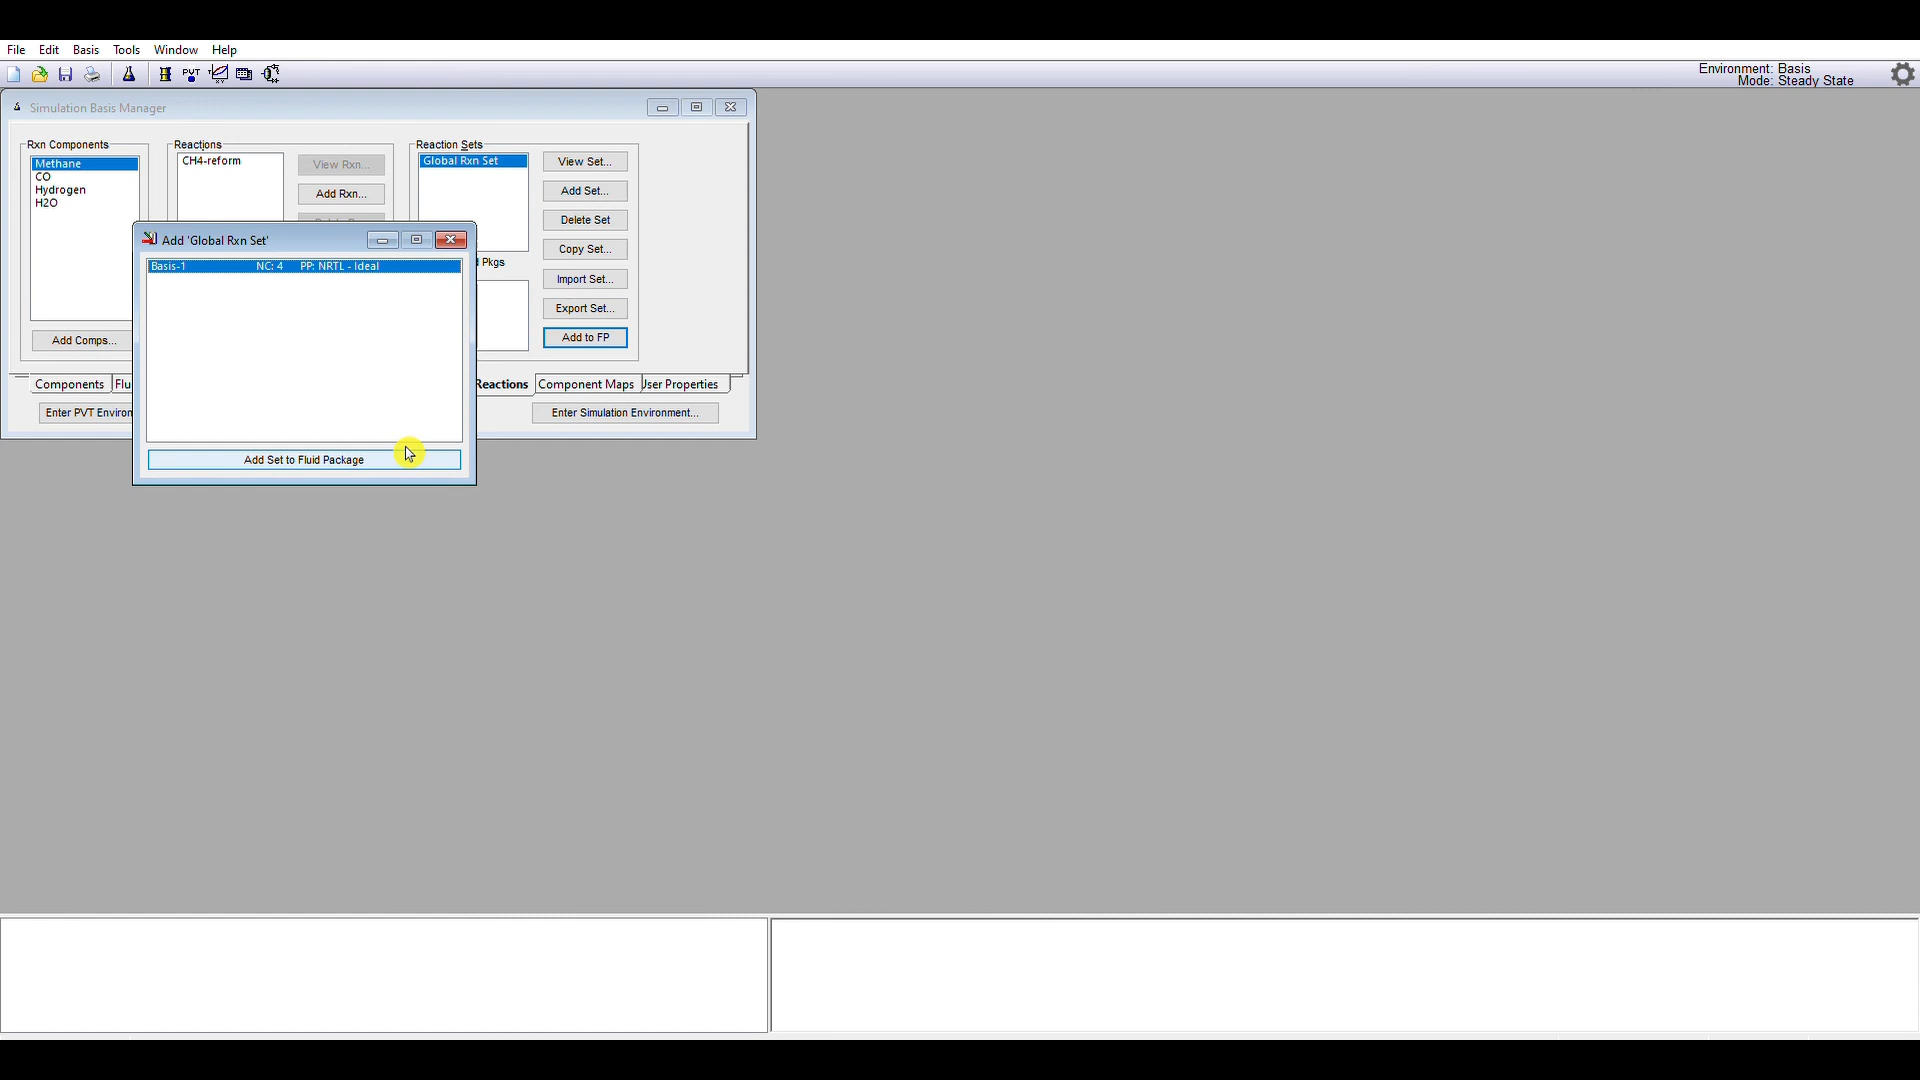 File Edit Basis Tools Window Help
PVT
Environment: Basis
Mode: Steady State
Simulation Basis Manager
Rxn Components
Methane
CO
Hydrogen
H2O
Add Comps...
Reactions
CH4-reform
View Rxn...
Add Rxn...
Reaction Sets
Global Rxn Set
Pkgs
View Set...
Add Set...
Delete Set
Copy Set...
Import Set...
Export Set...
Add to FP
Add 'Global Rxn Set'
Basis-1 NC: 4 PP: NRTL - Ideal
Add Set to Fluid Package
Components Flu Reactions Component Maps Jser Properties
Enter PVT Environ Enter Simulation Environment...